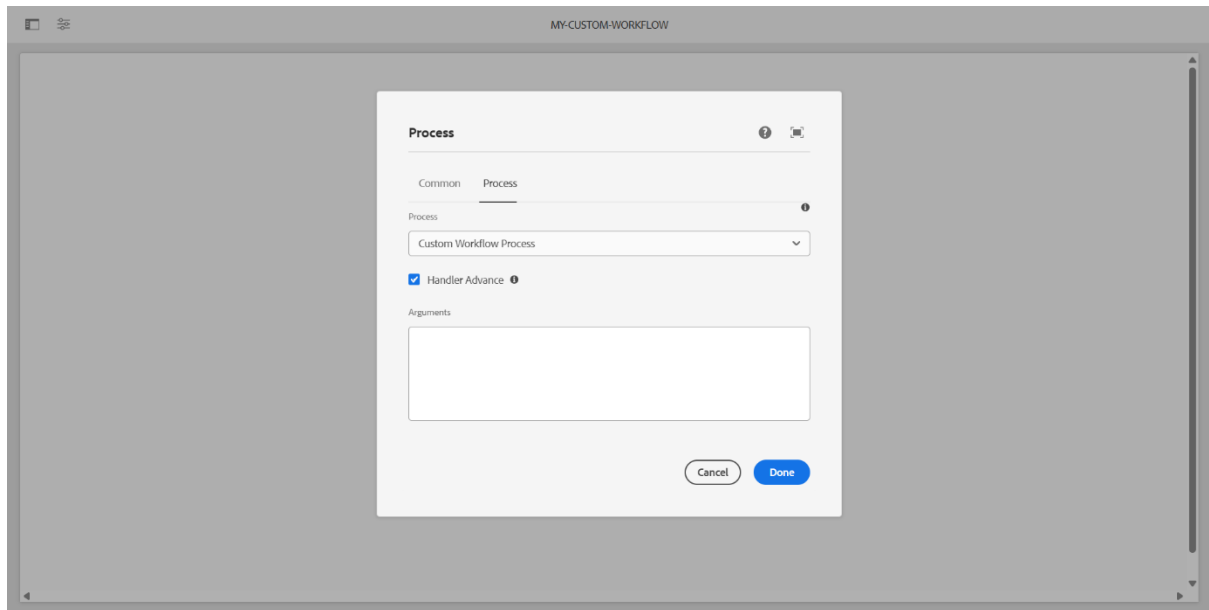 MY-CUSTOM-WORKFLOW
Process
Common Process
Process
Custom Workflow Process
Handler Advance
Arguments
Cancel Done